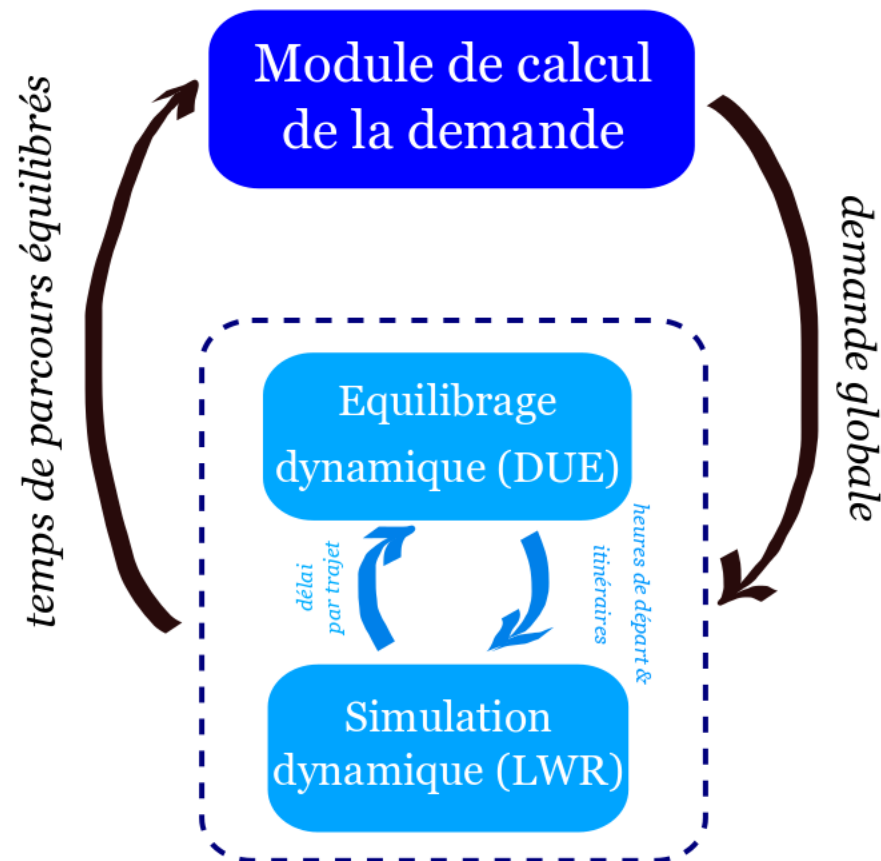 Module de calcul
de la demande
temps de parcours équilibrés
demande globale
Equilibrage
dynamique (DUE)
délai
par trajet
heures de départ &
itinéraires
Simulation
dynamique (LWR)